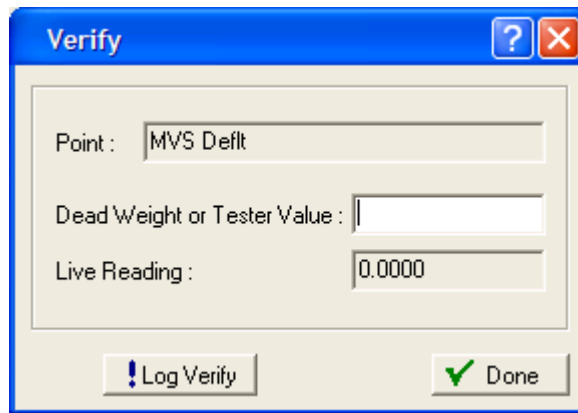 Verify
Point : MVS Deflt
Dead Weight or Tester Value :
Live Reading : 0.0000
! Log Verify Done